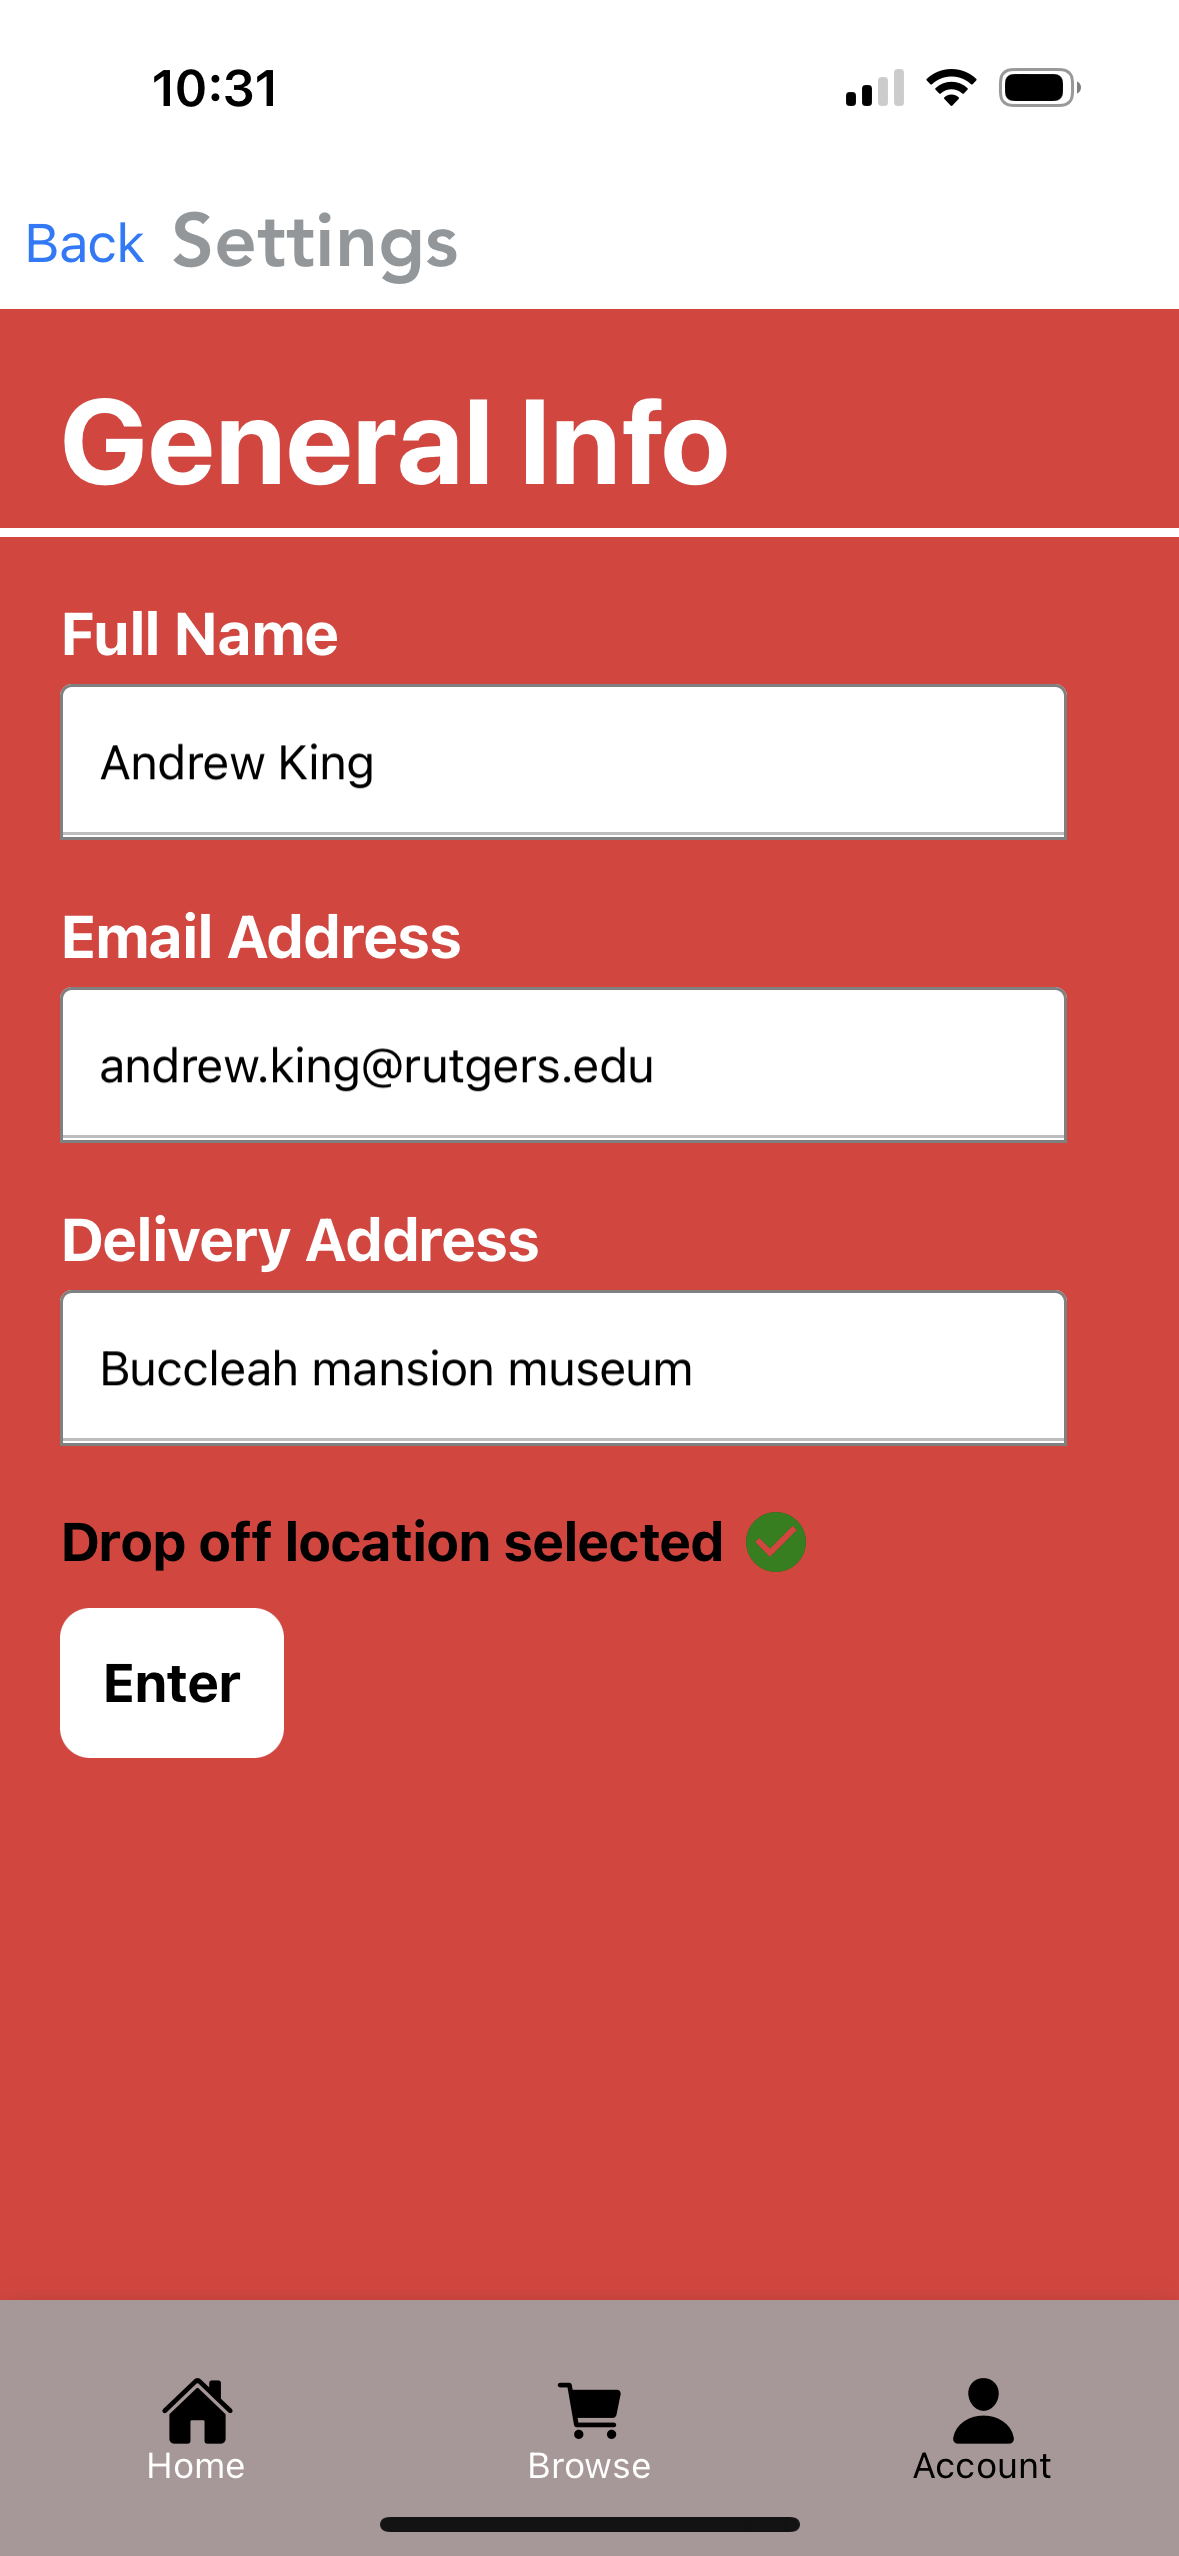 10:31
Back Settings
General Info
Full Name
Andrew King
Email Address
andrew.king@rutgers.edu
Delivery Address
Buccleah mansion museum
Drop off location selected
Enter
Home Browse Account